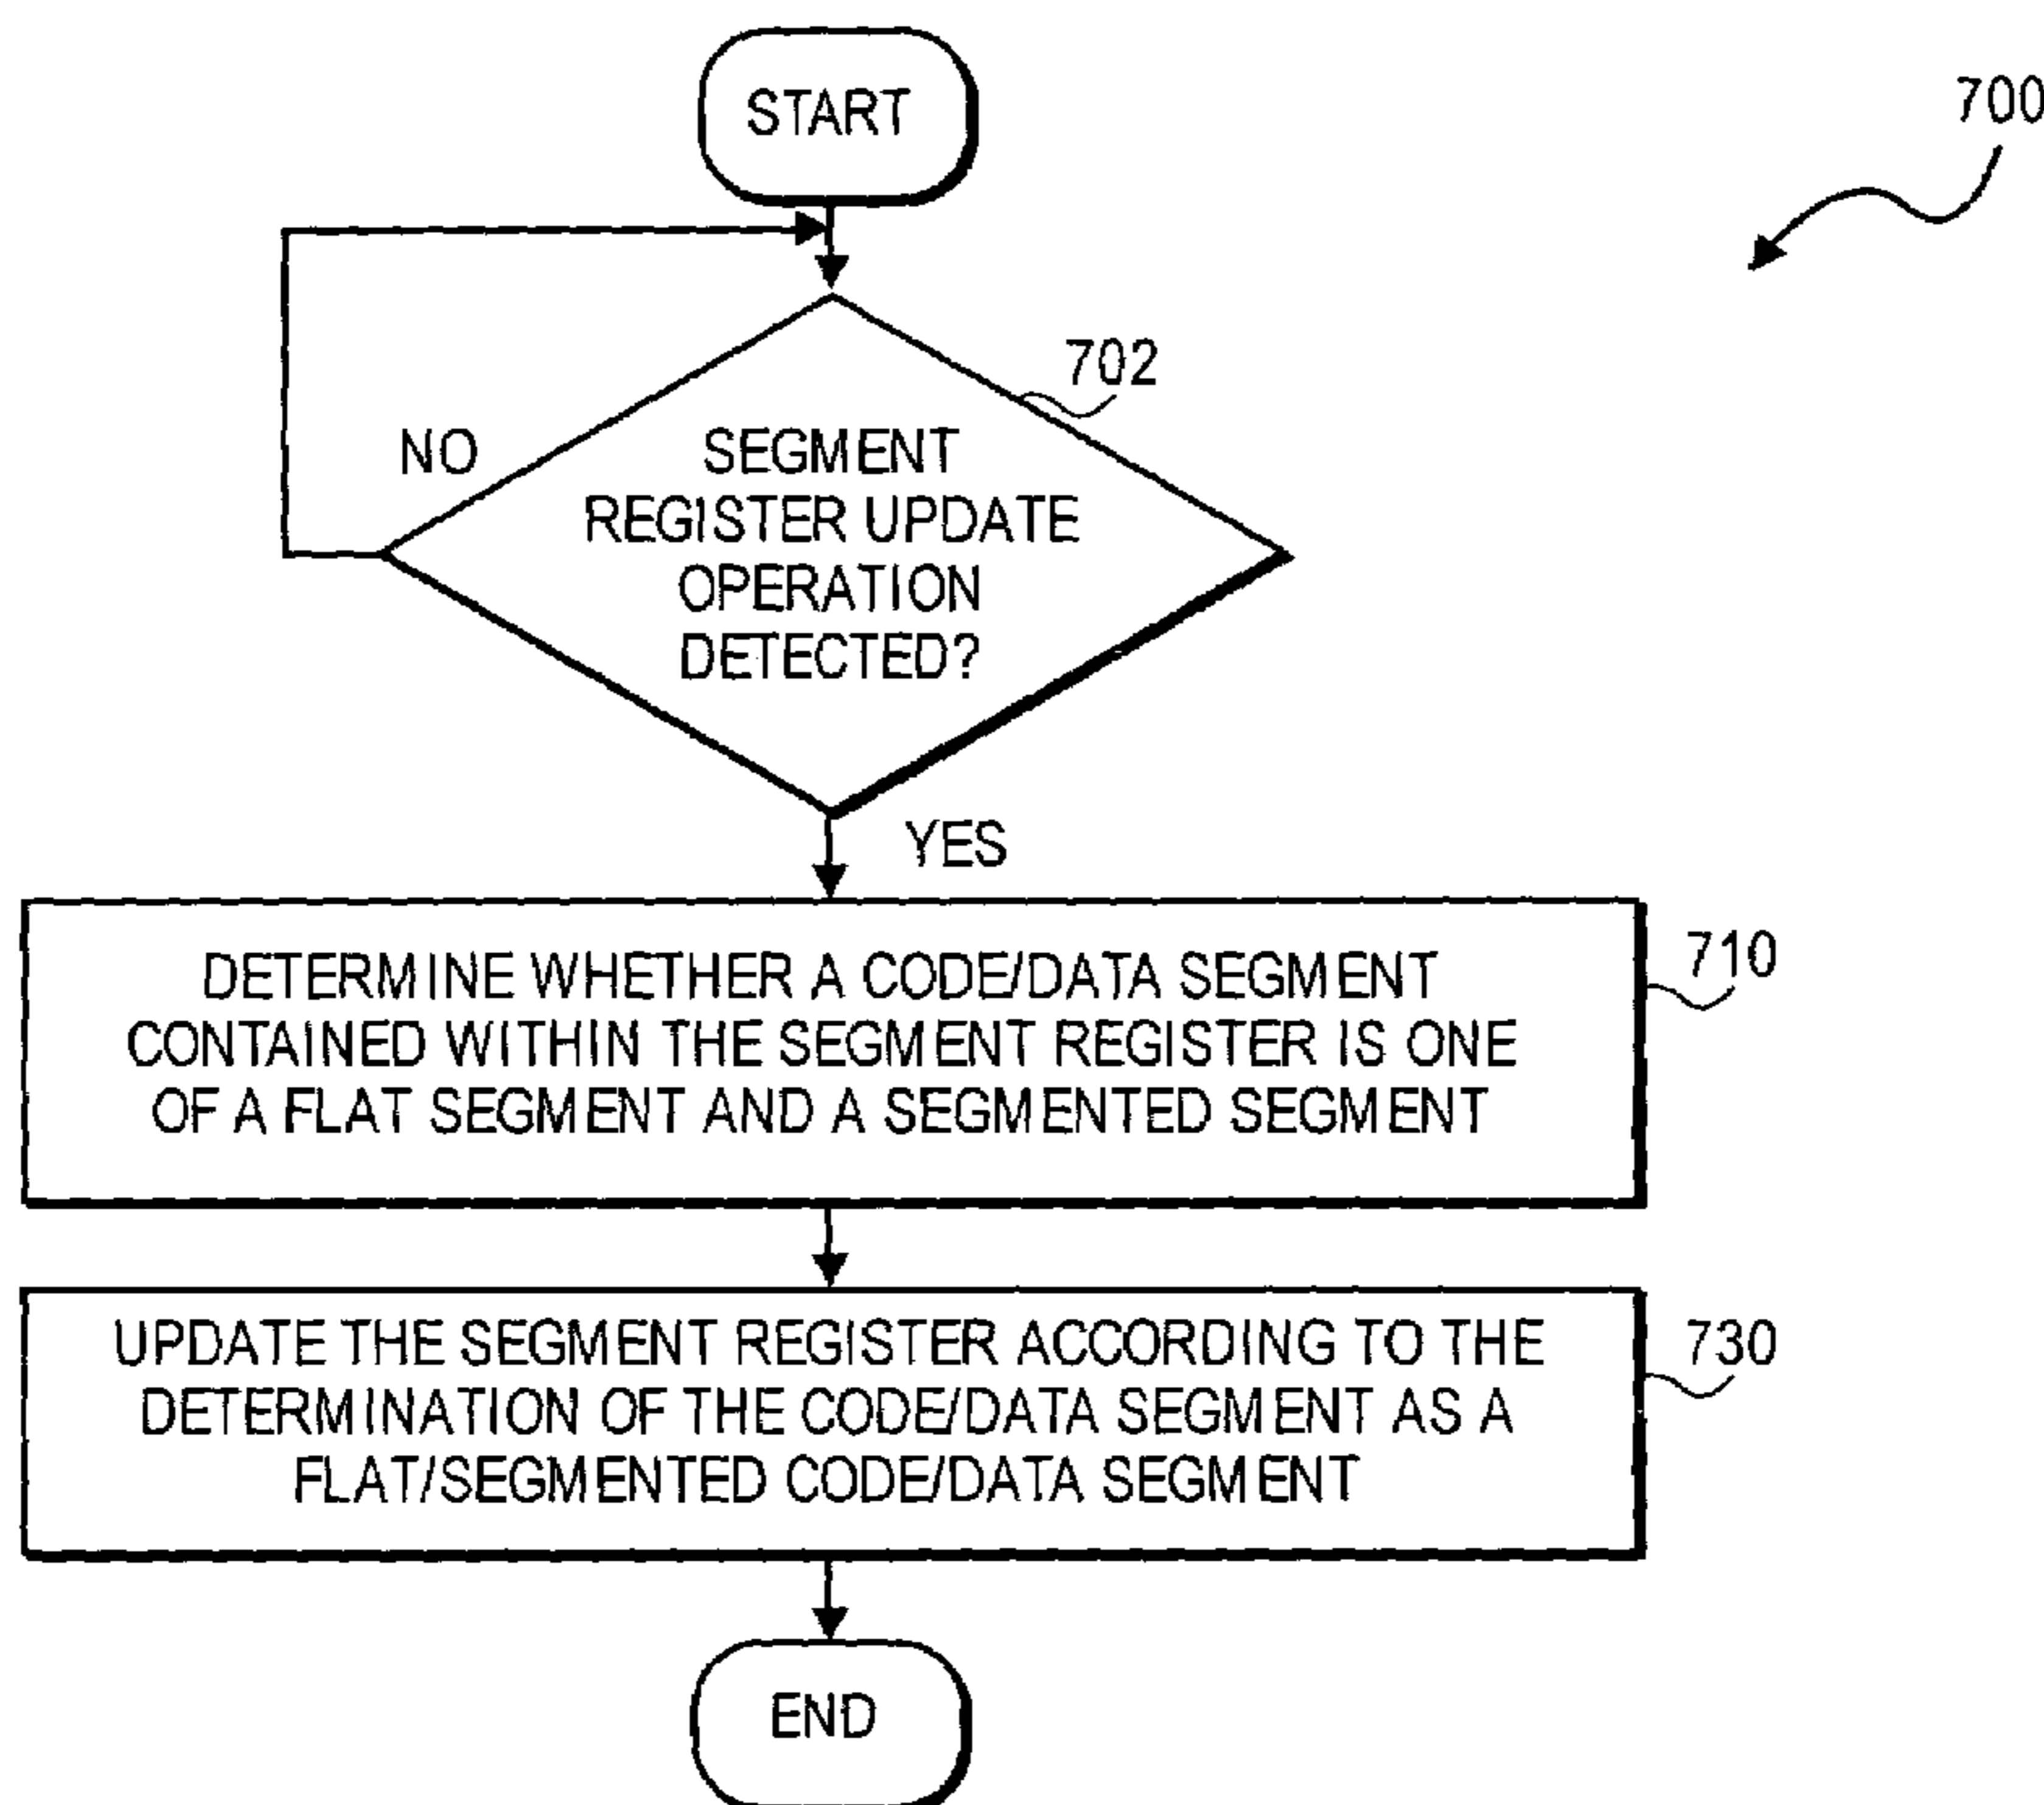 START
700
702
NO
SEGMENT
REGISTER UPDATE
OPERATION
DETECTED?
YES
710
DETERMINE WHETHER A CODE/DATA SEGMENT
CONTAINED WITHIN THE SEGMENT REGISTER IS ONE
OF A FLAT SEGMENT AND A SEGMENTED SEGMENT
730
UPDATE THE SEGMENT REGISTER ACCORDING TO THE
DETERMINATION OF THE CODE/DATA SEGMENT AS A
FLAT/SEGMENTED CODE/DATA SEGMENT
END